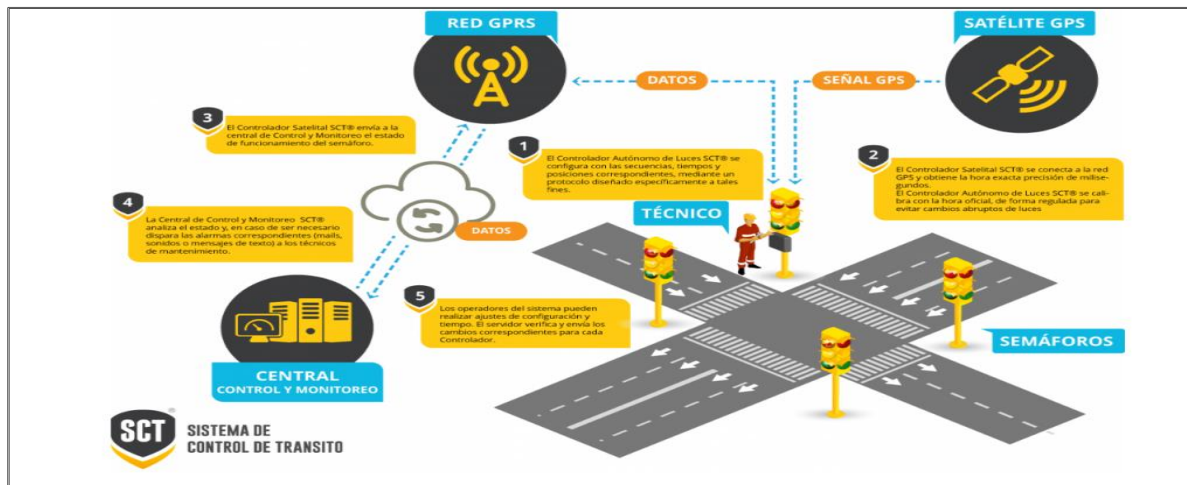 RED GPRS
SATÉLITE GPS
DATOS
SEÑAL GPS
3
El Controlador Satelital SCT® envía a la
central de Control y Monitoreo el estado
de funcionamiento del semáforo.
1
El Controlador Autónomo de Luces SCT® se
configura con las secuencias, tiempos y
posiciones correspondientes, mediante un
protocolo diseñado específicamente a tales
fines.
2
El Controlador Satelital SCT® se conecta a la red
GPS y obtiene la hora exacta precisión de milise-
gundos.
El Controlador Autónomo de Luces SCT® se cali-
bra con la hora oficial, de forma regulada para
evitar cambios abruptos de luces
4
La Central de Control y Monitoreo SCT®
analiza el estado y, en caso de ser necesario
dispara las alarmas correspondientes (mails,
sonidos o mensajes de texto) a los técnicos
de mantenimiento.
TÉCNICO
DATOS
5
Los operadores del sistema pueden
realizar ajustes de configuración y
tiempo. El servidor verifica y envía los
cambios correspondientes para cada
Controlador.
SEMÁFOROS
CENTRAL
CONTROL Y MONITOREO
SCT®
SISTEMA DE
CONTROL DE TRANSITO